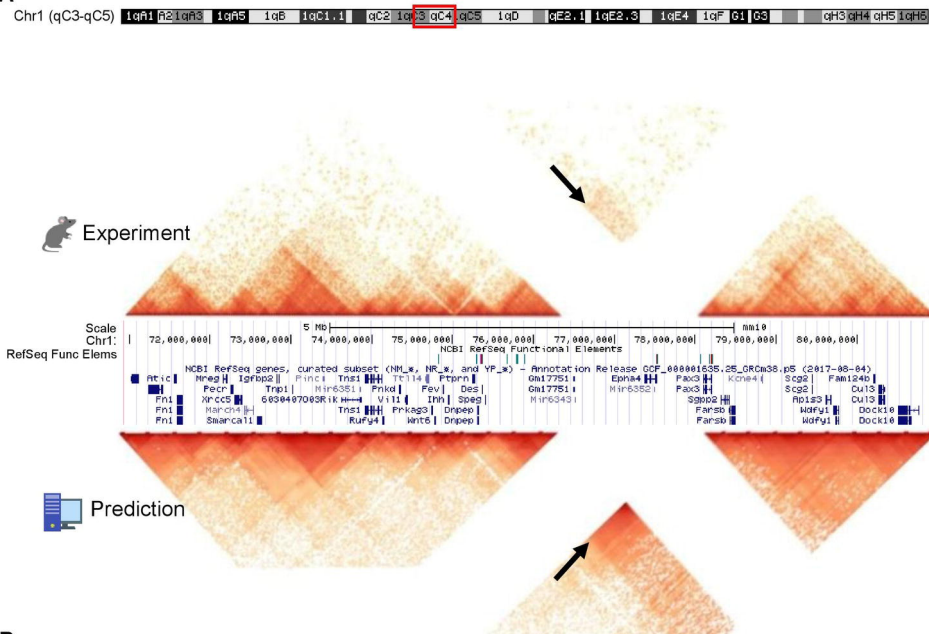 Chr1 (qC3-qC5) 1qA1 A2 1qA3 1qA5 1qB 1qC1.1 qC2 1qC3 qC4 1qC5 1qD qE2.1 1qE2.3 1qE4 1qF G1 G3 qH3 qH4 qH5 1qH6
Experiment
Scale 5 Mb mm10
Chr1: 72,000,000 73,000,000 74,000,000 75,000,000 76,000,000 77,000,000 78,000,000 79,000,000 80,000,000
NCBI RefSeq Functional Elements
RefSeq Func Elems
NCBI RefSeq genes, curated subset (NM_*, NR_*, and YP_*) - Annotation Release GCF_000001635.25_GRCm38.p5 (2017-08-04)
Atic Mreg Igfbp2 Pinc Tns1 Ttll4 Ptprn Gm17751 Epha4 Pax3 Kcne4 Scg2 Fam124b
Pecr Tnp1 Mir6351 Pnkd Fev Des Gm17751 Mir6352 Pax3 Scg2 Cul3
Fn1 Xrcc5 6030407O03Rik Vil1 Inh Speg Mir6343 Sgpp2 Ap1s3 Cul3
Fn1 March4 Tns1 Prkag3 Dnpep Farsb Wdfy1 Dock10
Fn1 Smarcal1 Rufy4 Wnt6 Dnpep Farsb Wdfy1 Dock10
Prediction